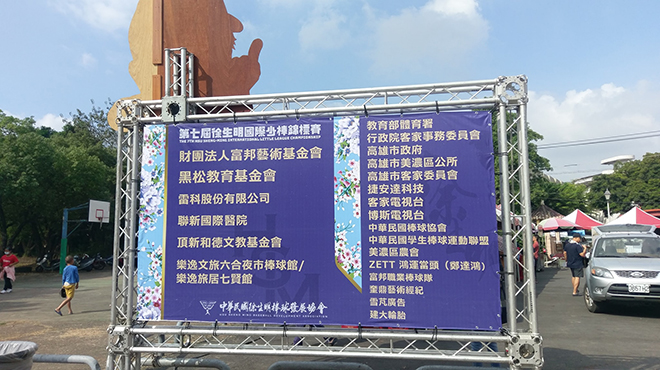 第七屆徐生明國際少棒錦標賽
THE 7TH HSU SHENG-MING INTERNATIONAL LITTLE LEAGUE CHAMPIONSHIP
財團法人富邦藝術基金會
黑松教育基金會
雷科股份有限公司
聯新國際醫院
頂新和德文教基金會
樂逸文旅六合夜市棒球館/
樂逸旅居七賢館
中華民國徐生明棒球發展協會
教育部體育署
行政院客家事務委員會
高雄市政府
高雄市美濃區公所
高雄市客家事務委員會
捷安達科技
客家電視台
博斯電視台
中華民國棒球協會
中華民國學生棒球運動聯盟
美濃區農會
ZETT 鴻運當頭（鄭達鴻）
富邦職業棒球隊
奎鼎藝術經紀
雪芃廣告
建大輪胎